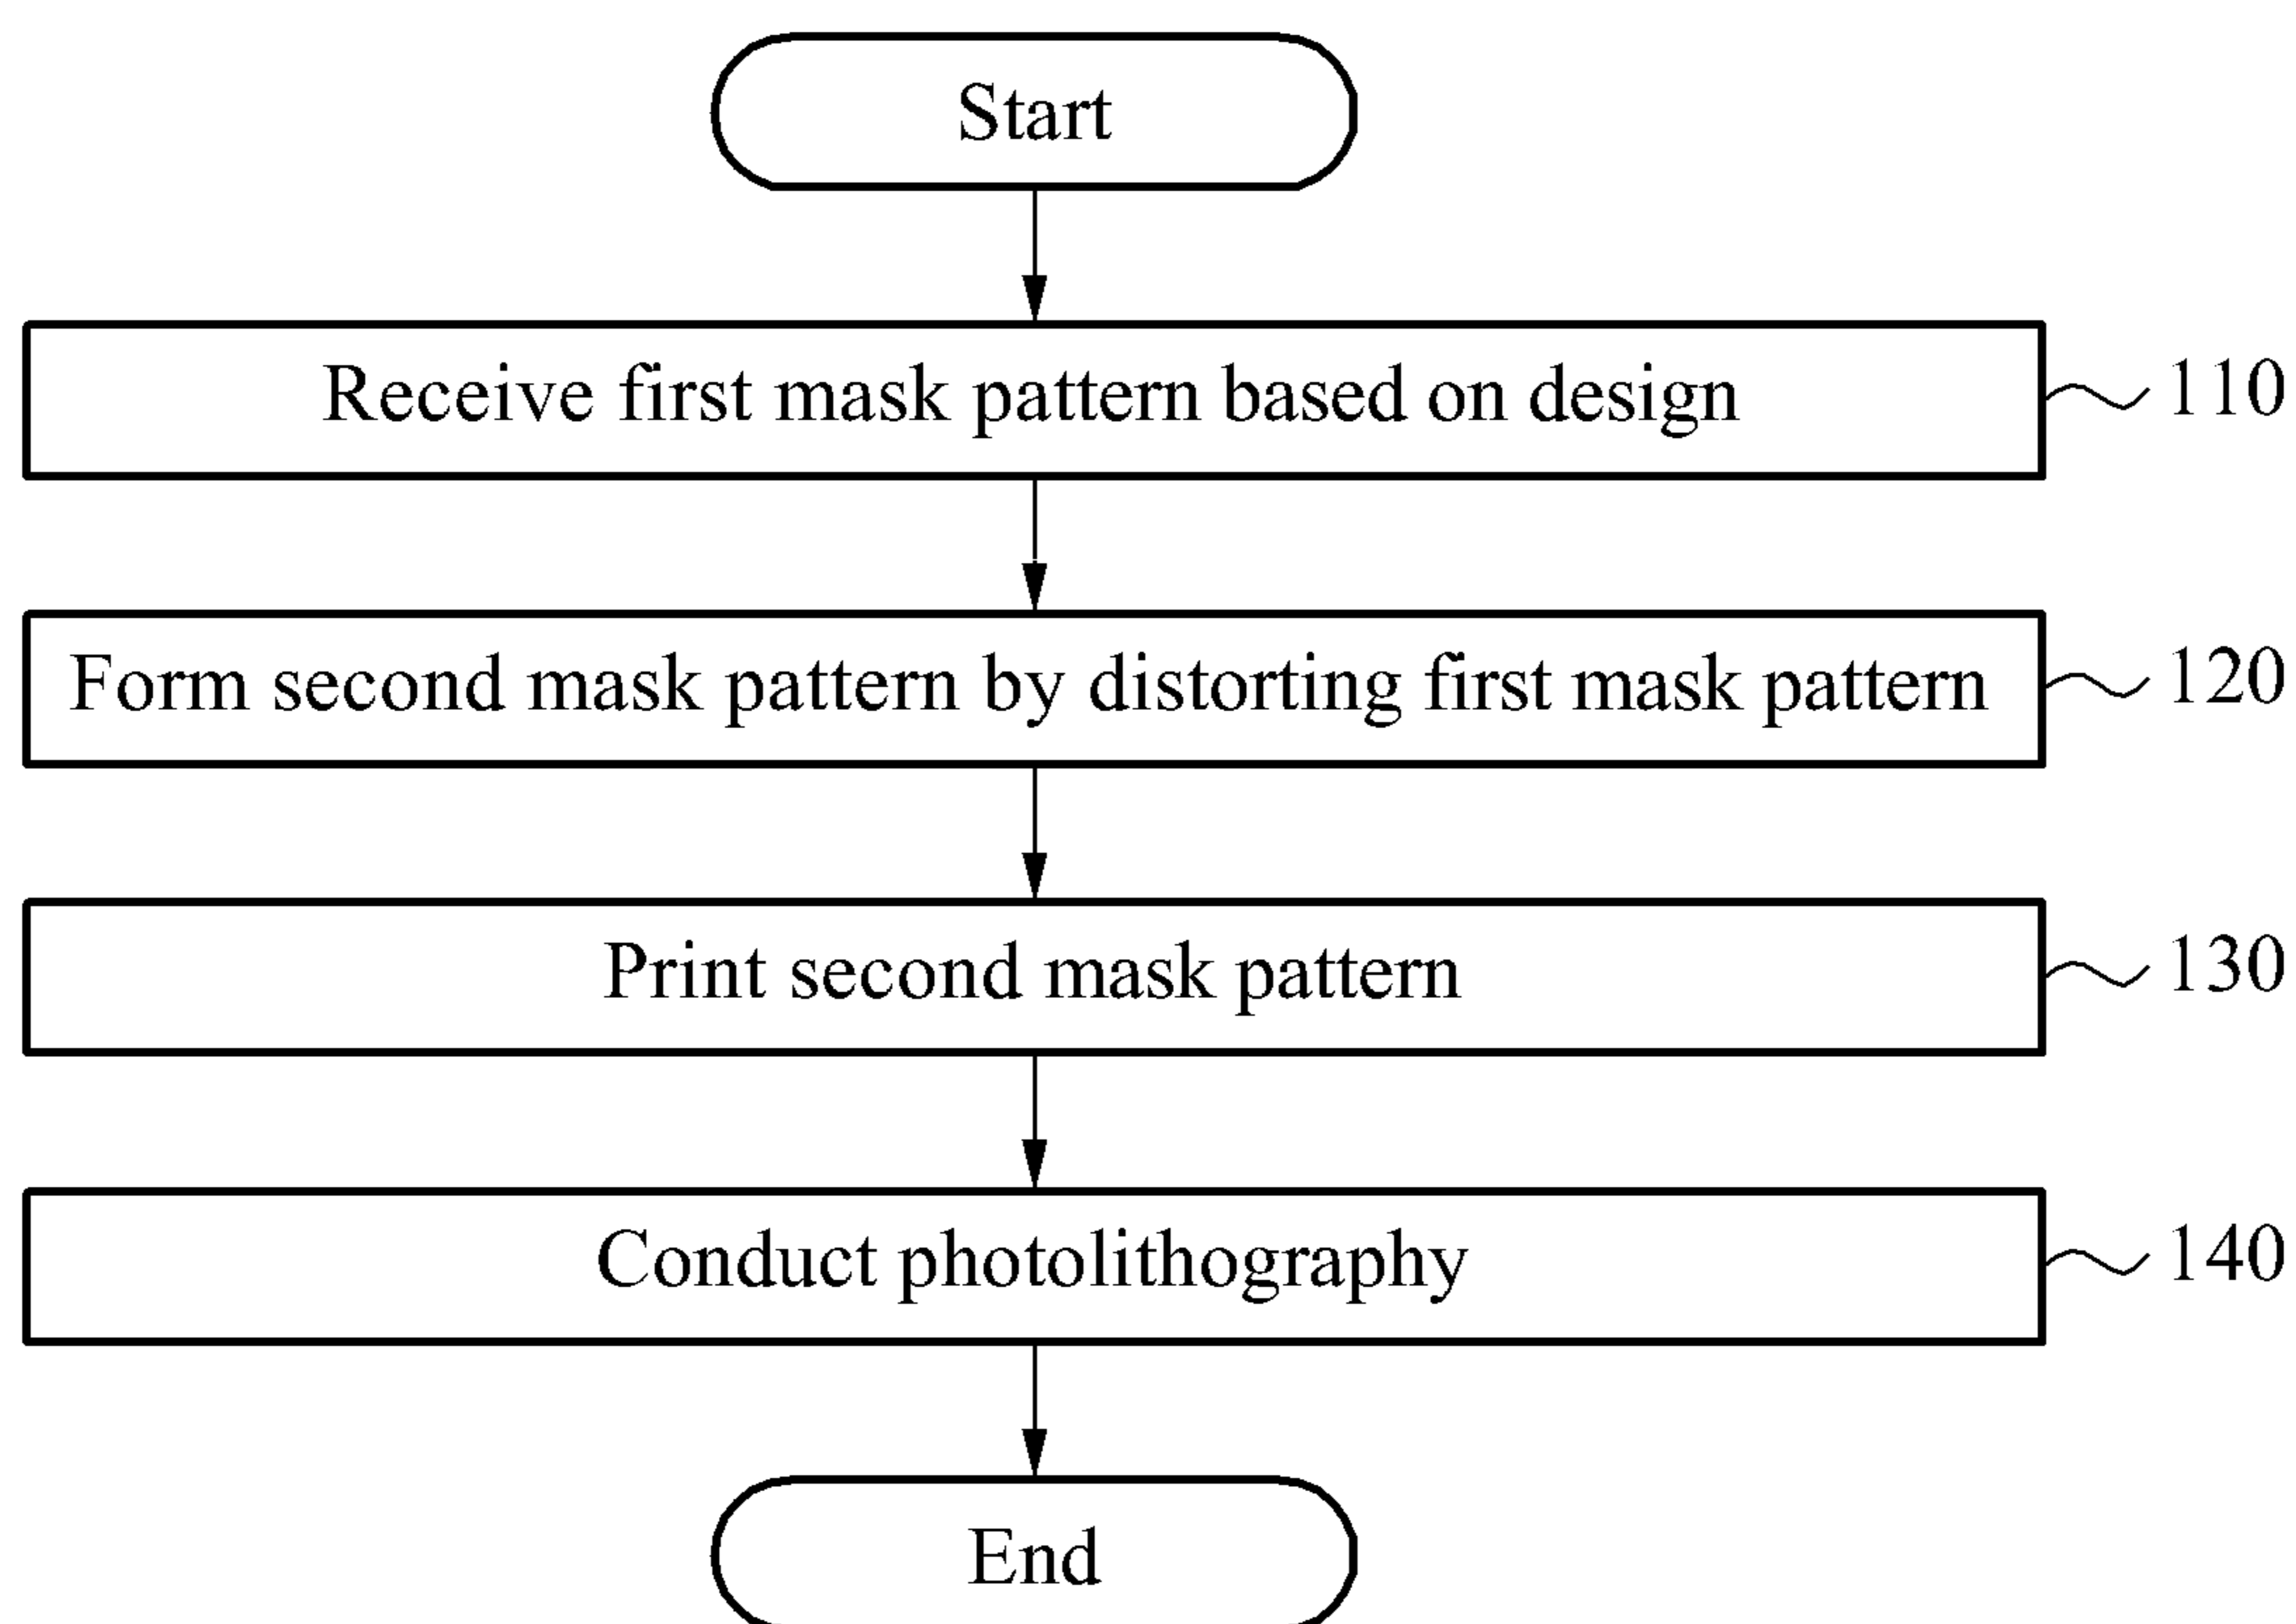 Start
Receive first mask pattern based on design
110
Form second mask pattern by distorting first mask pattern
120
Print second mask pattern
130
Conduct photolithography
140
End